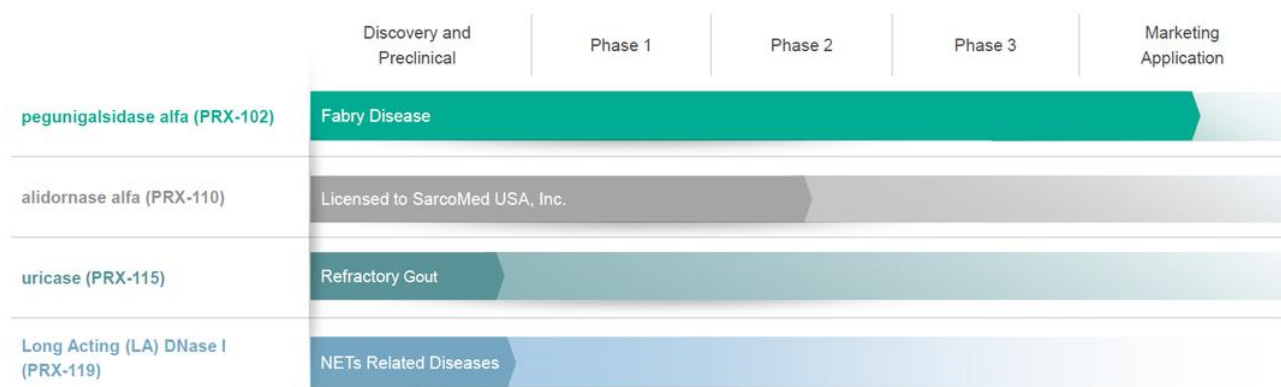 Discovery and
Preclinical
Phase 1
Phase 2
Phase 3
Marketing
Application
pegunigalsidase alfa (PRX-102)
Fabry Disease
alidornase alfa (PRX-110)
Licensed to SarcoMed USA, Inc.
uricase (PRX-115)
Refractory Gout
Long Acting (LA) DNase I
(PRX-119)
NETs Related Diseases